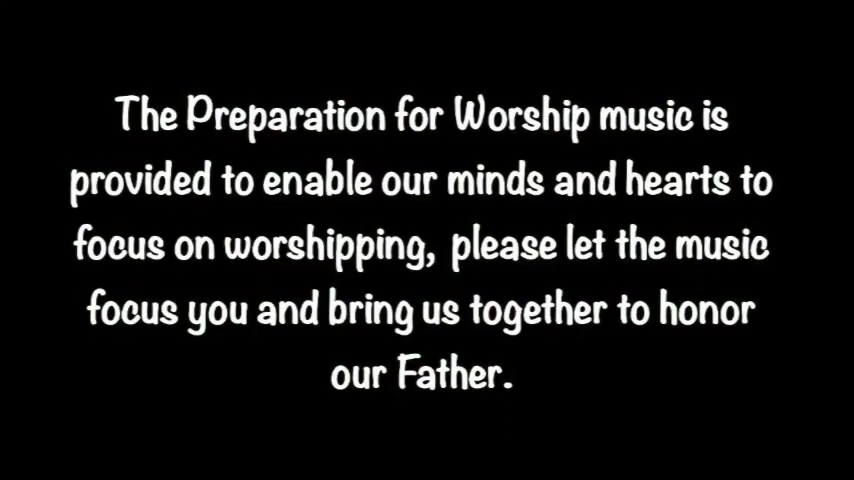 The Preparation for Worship music is
provided to enable our minds and hearts to
focus on worshipping, please let the music
focus you and bring us together to honor
our Father.